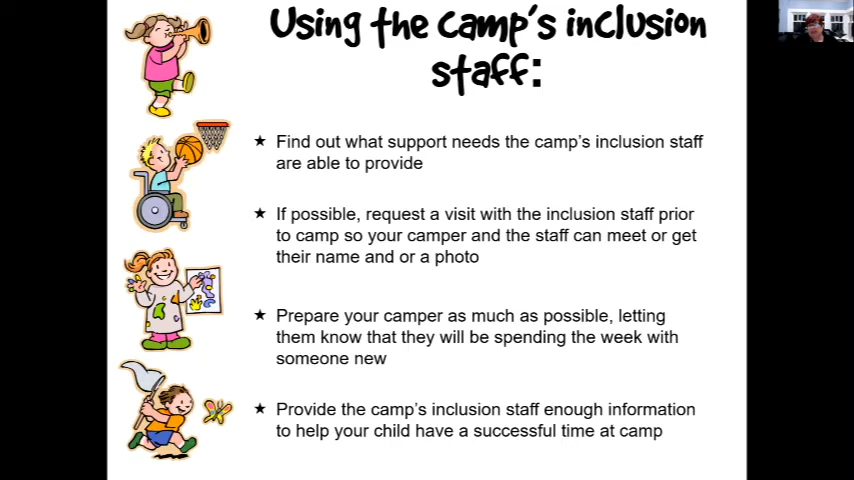 Using the camp's inclusion
staff:
★ Find out what support needs the camp's inclusion staff
are able to provide
★ If possible, request a visit with the inclusion staff prior
to camp so your camper and the staff can meet or get
their name and or a photo
★ Prepare your camper as much as possible, letting
them know that they will be spending the week with
someone new
★ Provide the camp's inclusion staff enough information
to help your child have a successful time at camp